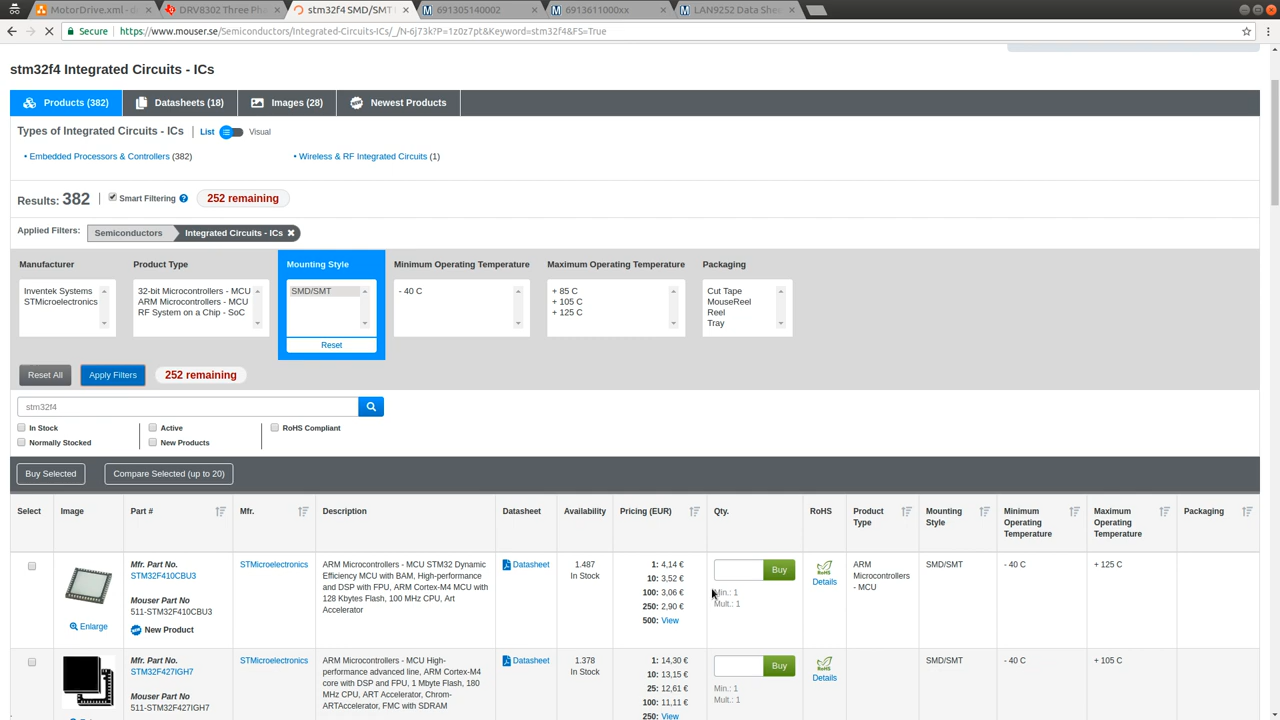 MotorDrive.xml - d
DRV8302 Three Pha
stm32f4 SMD/SMT I
691305140002
6913611000xx
LAN9252 Data Shee
Secure https://www.mouser.se/Semiconductors/Integrated-Circuits-ICs/_/N-6j73k?P=1z0z7pt&Keyword=stm32f4&FS=True
stm32f4 Integrated Circuits - ICs
Products (382) Datasheets (18) Images (28) Newest Products
Types of Integrated Circuits - ICs List Visual
• Embedded Processors & Controllers (382) • Wireless & RF Integrated Circuits (1)
Results: 382 Smart Filtering ? 252 remaining
Applied Filters: Semiconductors Integrated Circuits - ICs ✖
Manufacturer
Inventek Systems
STMicroelectronics
Product Type
32-bit Microcontrollers - MCU
ARM Microcontrollers - MCU
RF System on a Chip - SoC
Mounting Style
SMD/SMT
Reset
Minimum Operating Temperature
- 40 C
Maximum Operating Temperature
+ 85 C
+ 105 C
+ 125 C
Packaging
Cut Tape
MouseReel
Reel
Tray
Reset All Apply Filters 252 remaining
stm32f4
In Stock Active RoHS Compliant
Normally Stocked New Products
Buy Selected Compare Selected (up to 20)
Select Image Part # Mfr. Description Datasheet Availability Pricing (EUR) Qty. RoHS Product Type Mounting Style Minimum Operating Temperature Maximum Operating Temperature Packaging
Enlarge
Mfr. Part No.
STM32F410CBU3
Mouser Part No
511-STM32F410CBU3
New Product
STMicroelectronics
ARM Microcontrollers - MCU STM32 Dynamic
Efficiency MCU with BAM, High-performance
and DSP with FPU, ARM Cortex-M4 MCU with
128 Kbytes Flash, 100 MHz CPU, Art
Accelerator
Datasheet
1.487
In Stock
1: 4,14 €
10: 3,52 €
100: 3,06 €
250: 2,90 €
500: View
Buy
Min.: 1
Mult.: 1
RoHS
Details
ARM
Microcontrollers
- MCU
SMD/SMT
- 40 C
+ 125 C
Mfr. Part No.
STM32F427IGH7
Mouser Part No
511-STM32F427IGH7
STMicroelectronics
ARM Microcontrollers - MCU High-
performance advanced line, ARM Cortex-M4
core with DSP and FPU, 1 Mbyte Flash, 180
MHz CPU, ART Accelerator, Chrom-
ARTAccelerator, FMC with SDRAM
Datasheet
1.378
In Stock
1: 14,30 €
10: 13,15 €
25: 12,61 €
100: 11,11 €
250: View
Buy
Min.: 1
Mult.: 1
RoHS
Details
SMD/SMT
- 40 C
+ 105 C